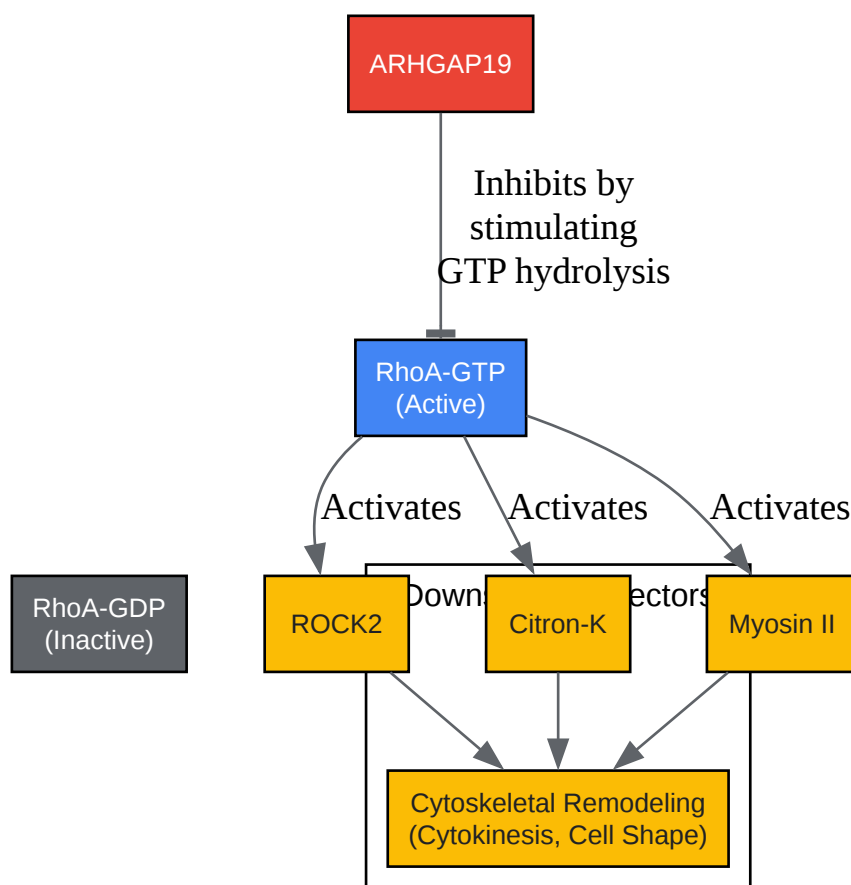 ARHGAP19
Inhibits by
stimulating
GTP hydrolysis
RhoA-GTP
(Active)
Activates
Activates
Activates
RhoA-GDP
(Inactive)
ROCK2
Citron-K
Myosin II
Cytoskeletal Remodeling
(Cytokinesis, Cell Shape)